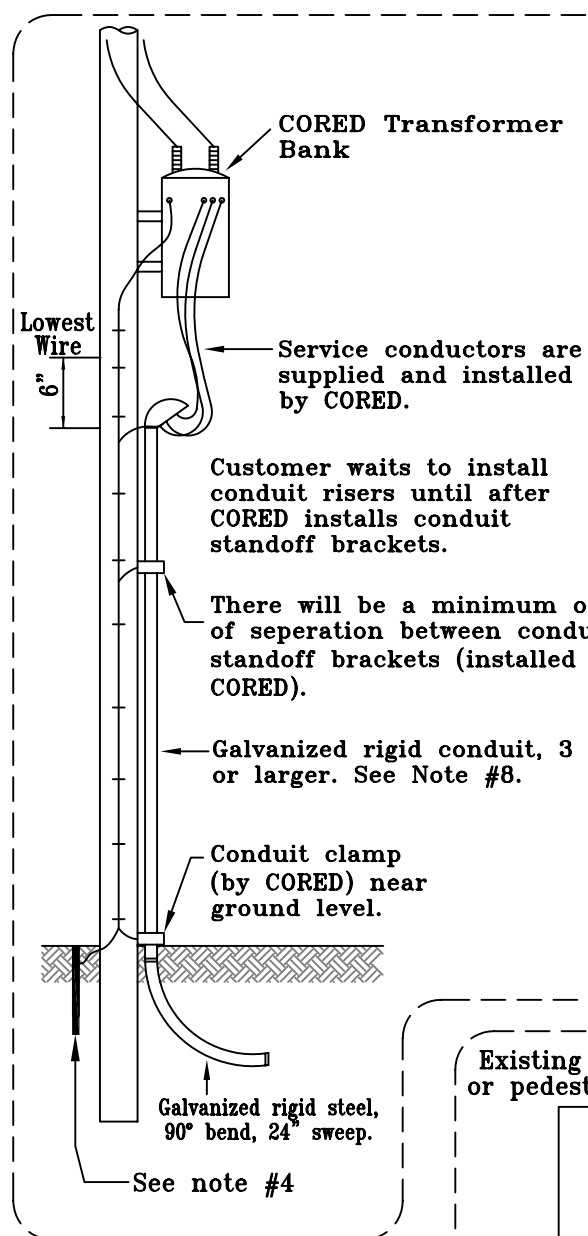 CORED Transformer
Bank
Lowest
Wire
6"
Service conductors are
supplied and installed
by CORED.
Customer waits to install
conduit risers until after
CORED installs conduit
standoff brackets.
There will be a minimum o
of seperation between condu
standoff brackets (installed
CORED).
Galvanized rigid conduit, 3
or larger. See Note #8.
Conduit clamp
(by CORED) near
ground level.
Existing
or pedest
Galvanized rigid steel,
90° bend, 24" sweep.
See note #4